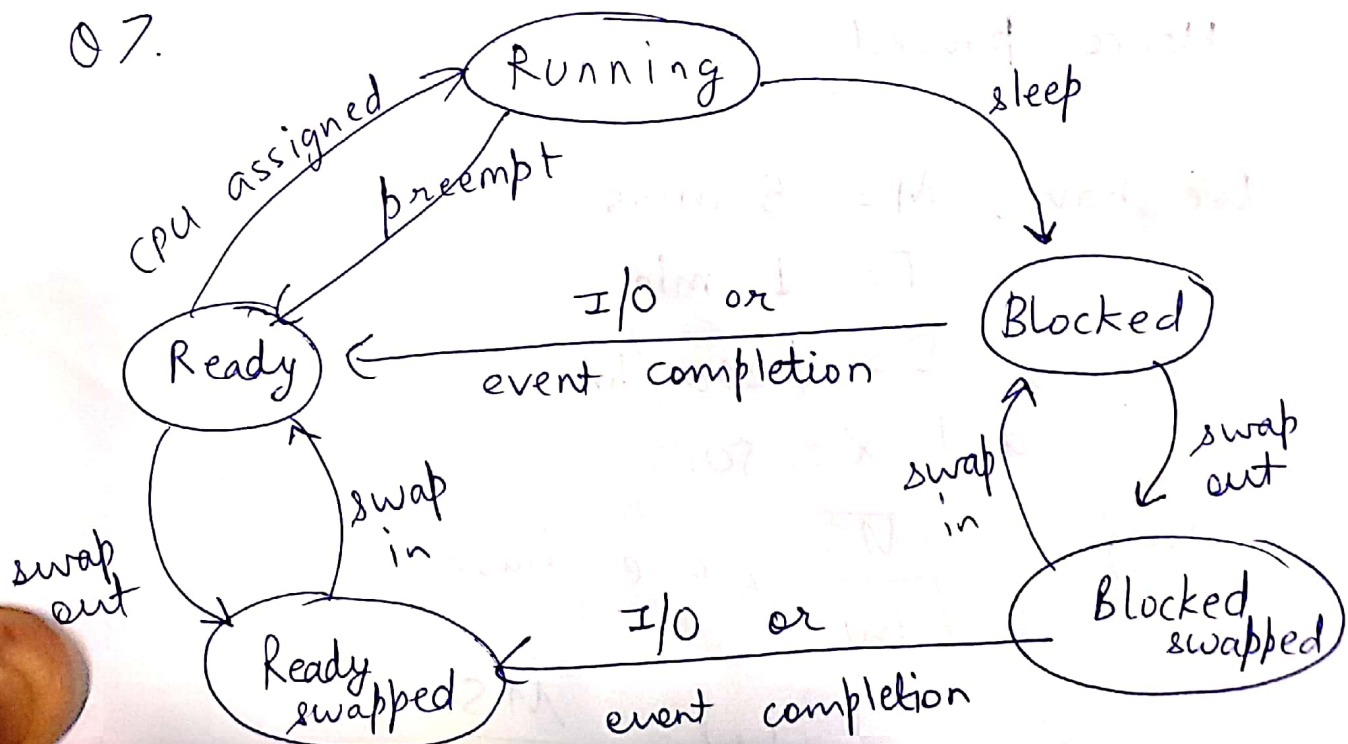 Q7.
Running
CPU assigned
preempt
sleep
I/O or
event completion
Ready
Blocked
swap
out
swap
in
swap
in
swap
out
I/O or
event completion
Ready
swapped
Blocked
swapped